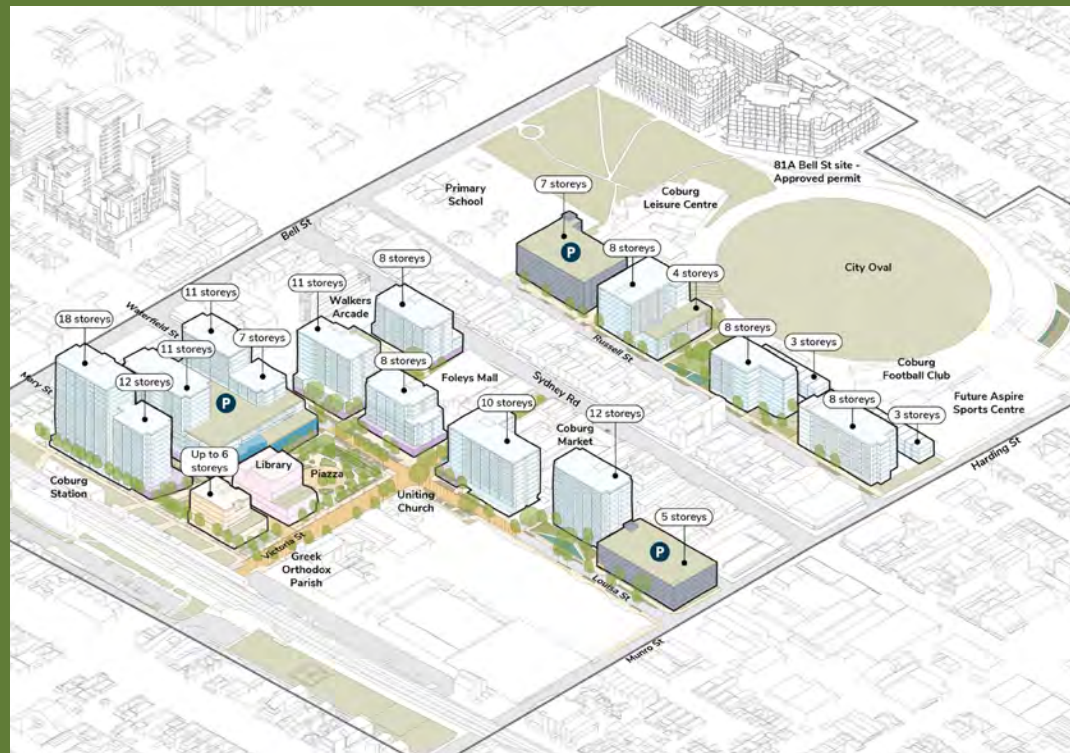 81A Bell St site -
Approved permit
Primary
School
7 storeys
Coburg
Leisure Centre
P
8 storeys
4 storeys
City Oval
Bell St
8 storeys
11 storeys
Walkers
Arcade
11 storeys
Waterfield St
18 storeys
7 storeys
11 storeys
12 storeys
Mary St
P
8 storeys
Foleys Mall
Sydney Rd
Russell St
8 storeys
3 storeys
Coburg
Football Club
8 storeys
3 storeys
Future Aspire
Sports Centre
Harding St
10 storeys
12 storeys
Coburg
Market
Up to 6
storeys
Library
Piazza
Coburg
Station
Uniting
Church
Victoria St
Greek
Orthodox
Parish
5 storeys
P
Louisa St
Munro St